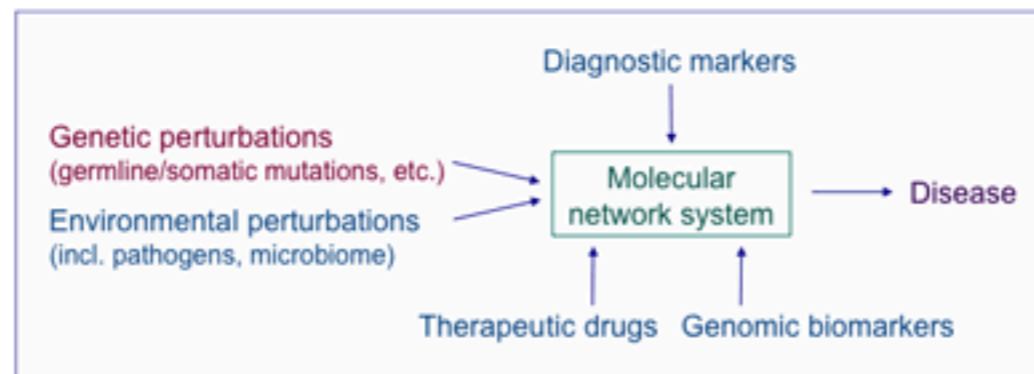 Diagnostic markers
Genetic perturbations
(germline/somatic mutations, etc.)
Environmental perturbations
(incl. pathogens, microbiome)
Molecular
network system
Disease
Therapeutic drugs
Genomic biomarkers